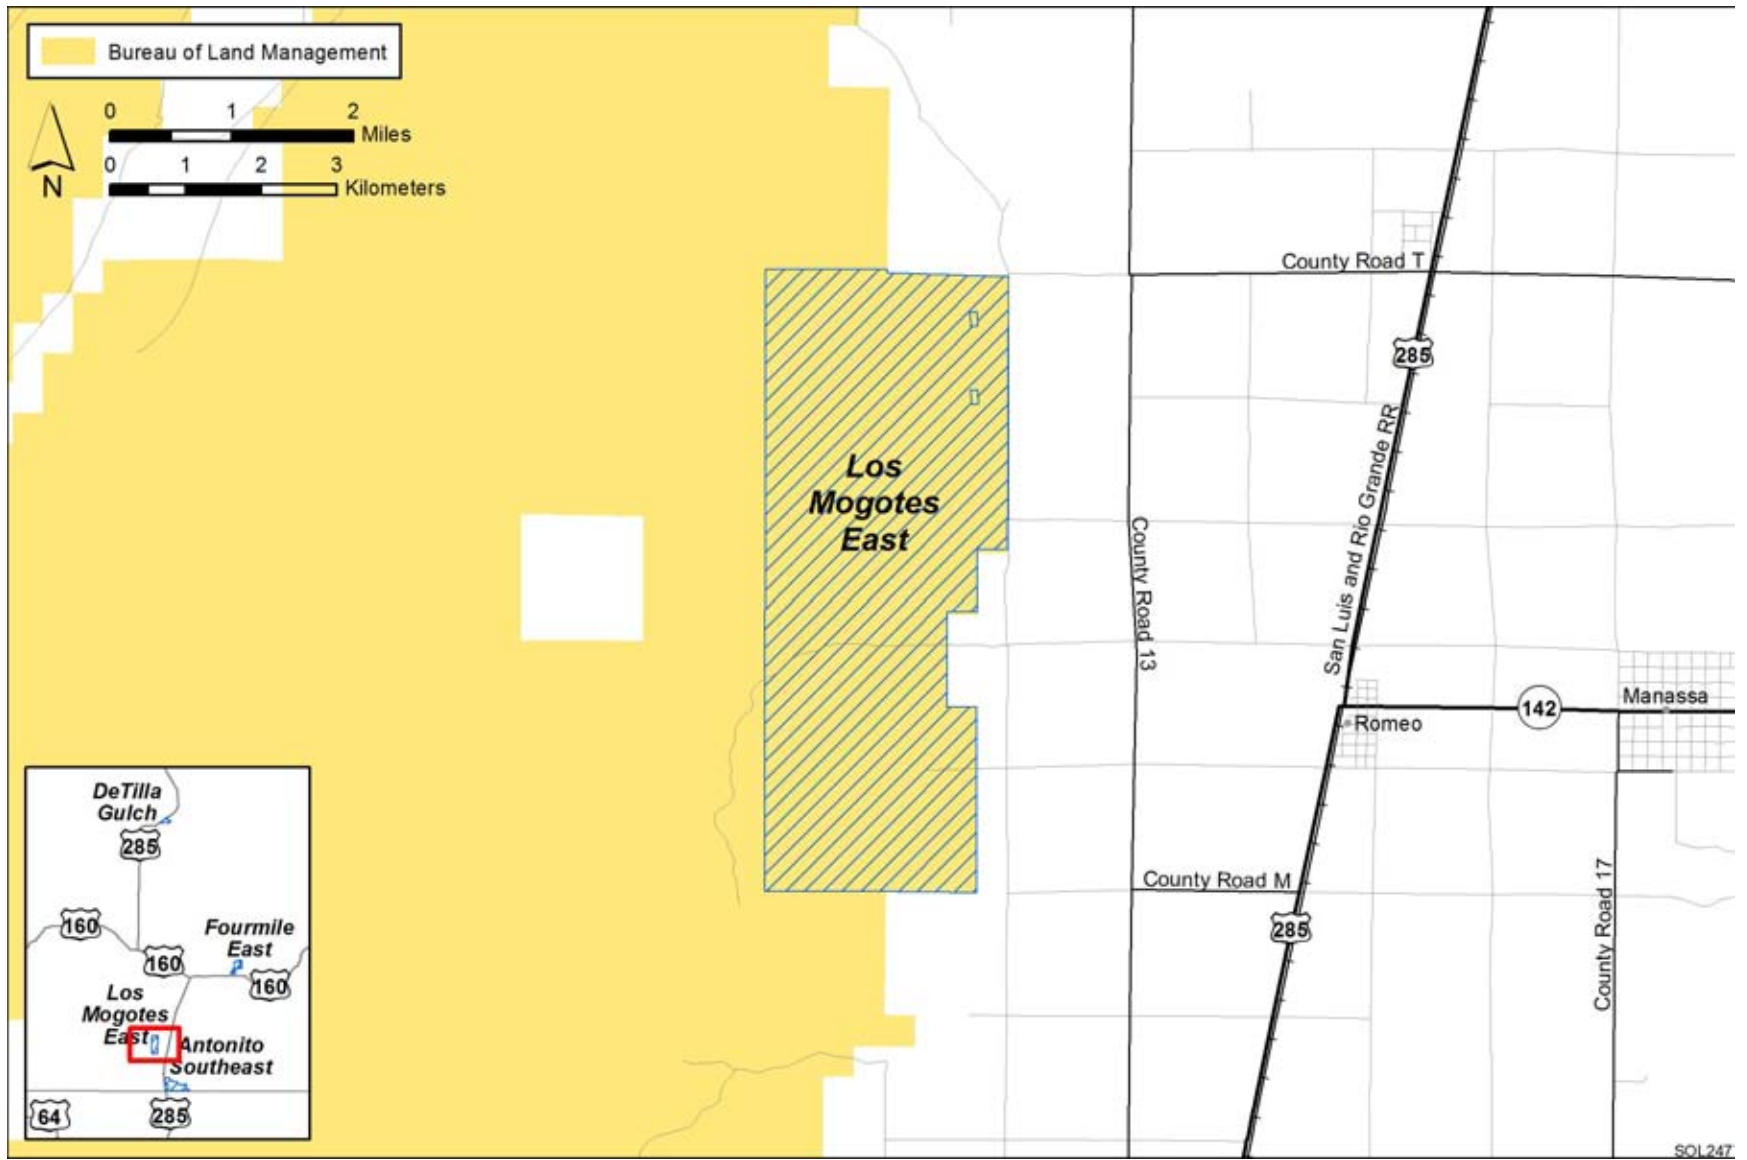 Bureau of Land Management
0 1 2
Miles
0 1 2 3
Kilometers
N
County Road T
285
Los
Mogotes
East
San Luis and Rio Grande RR
County Road 13
Manassa
142
Romeo
County Road M
285
County Road 17
DeTilla
Gulch
285
160
Fourmile
East
160
160
Los
Mogotes
East
Antonito
Southeast
64
285
SOL247